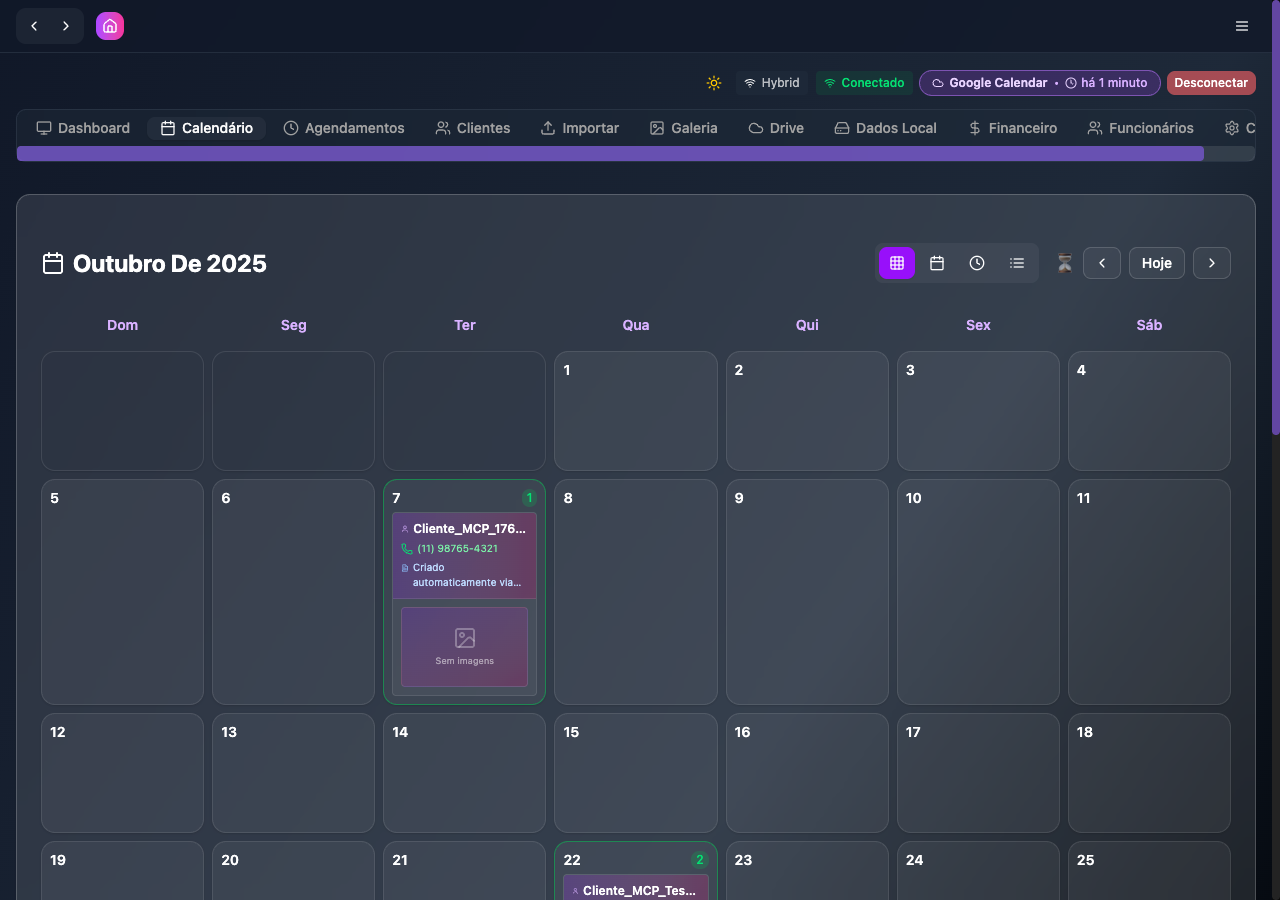 Hybrid
Conectado
Google Calendar • há 1 minuto
Desconectar
Dashboard
Calendário
Agendamentos
Clientes
Importar
Galeria
Drive
Dados Local
Financeiro
Funcionários
C
Outubro De 2025
Hoje
Dom Seg Ter Qua Qui Sex Sáb
1 2 3 4
5 6 7 1 8 9 10 11
Cliente_MCP_176...
(11) 98765-4321
Criado
automaticamente via...
Sem imagens
12 13 14 15 16 17 18
19 20 21 22 2 23 24 25
Cliente_MCP_Tes...